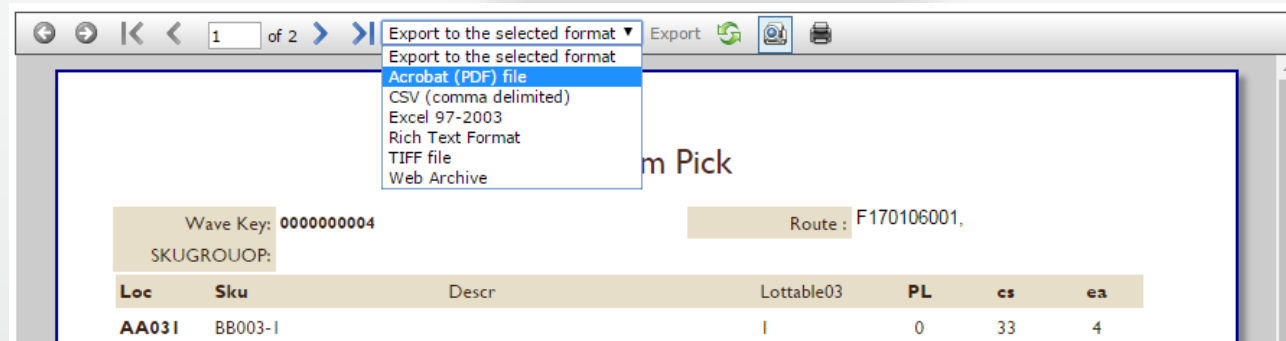 1 of 2 Export to the selected format Export
Export to the selected format
Acrobat (PDF) file
CSV (comma delimited)
Excel 97-2003
Rich Text Format
TIFF file
Web Archive
m Pick
Wave Key: 0000000004 Route : F170106001,
SKUGROUOP:
Loc Sku Descr Lottable03 PL cs ea
AA031 BB003-1 1 0 33 4